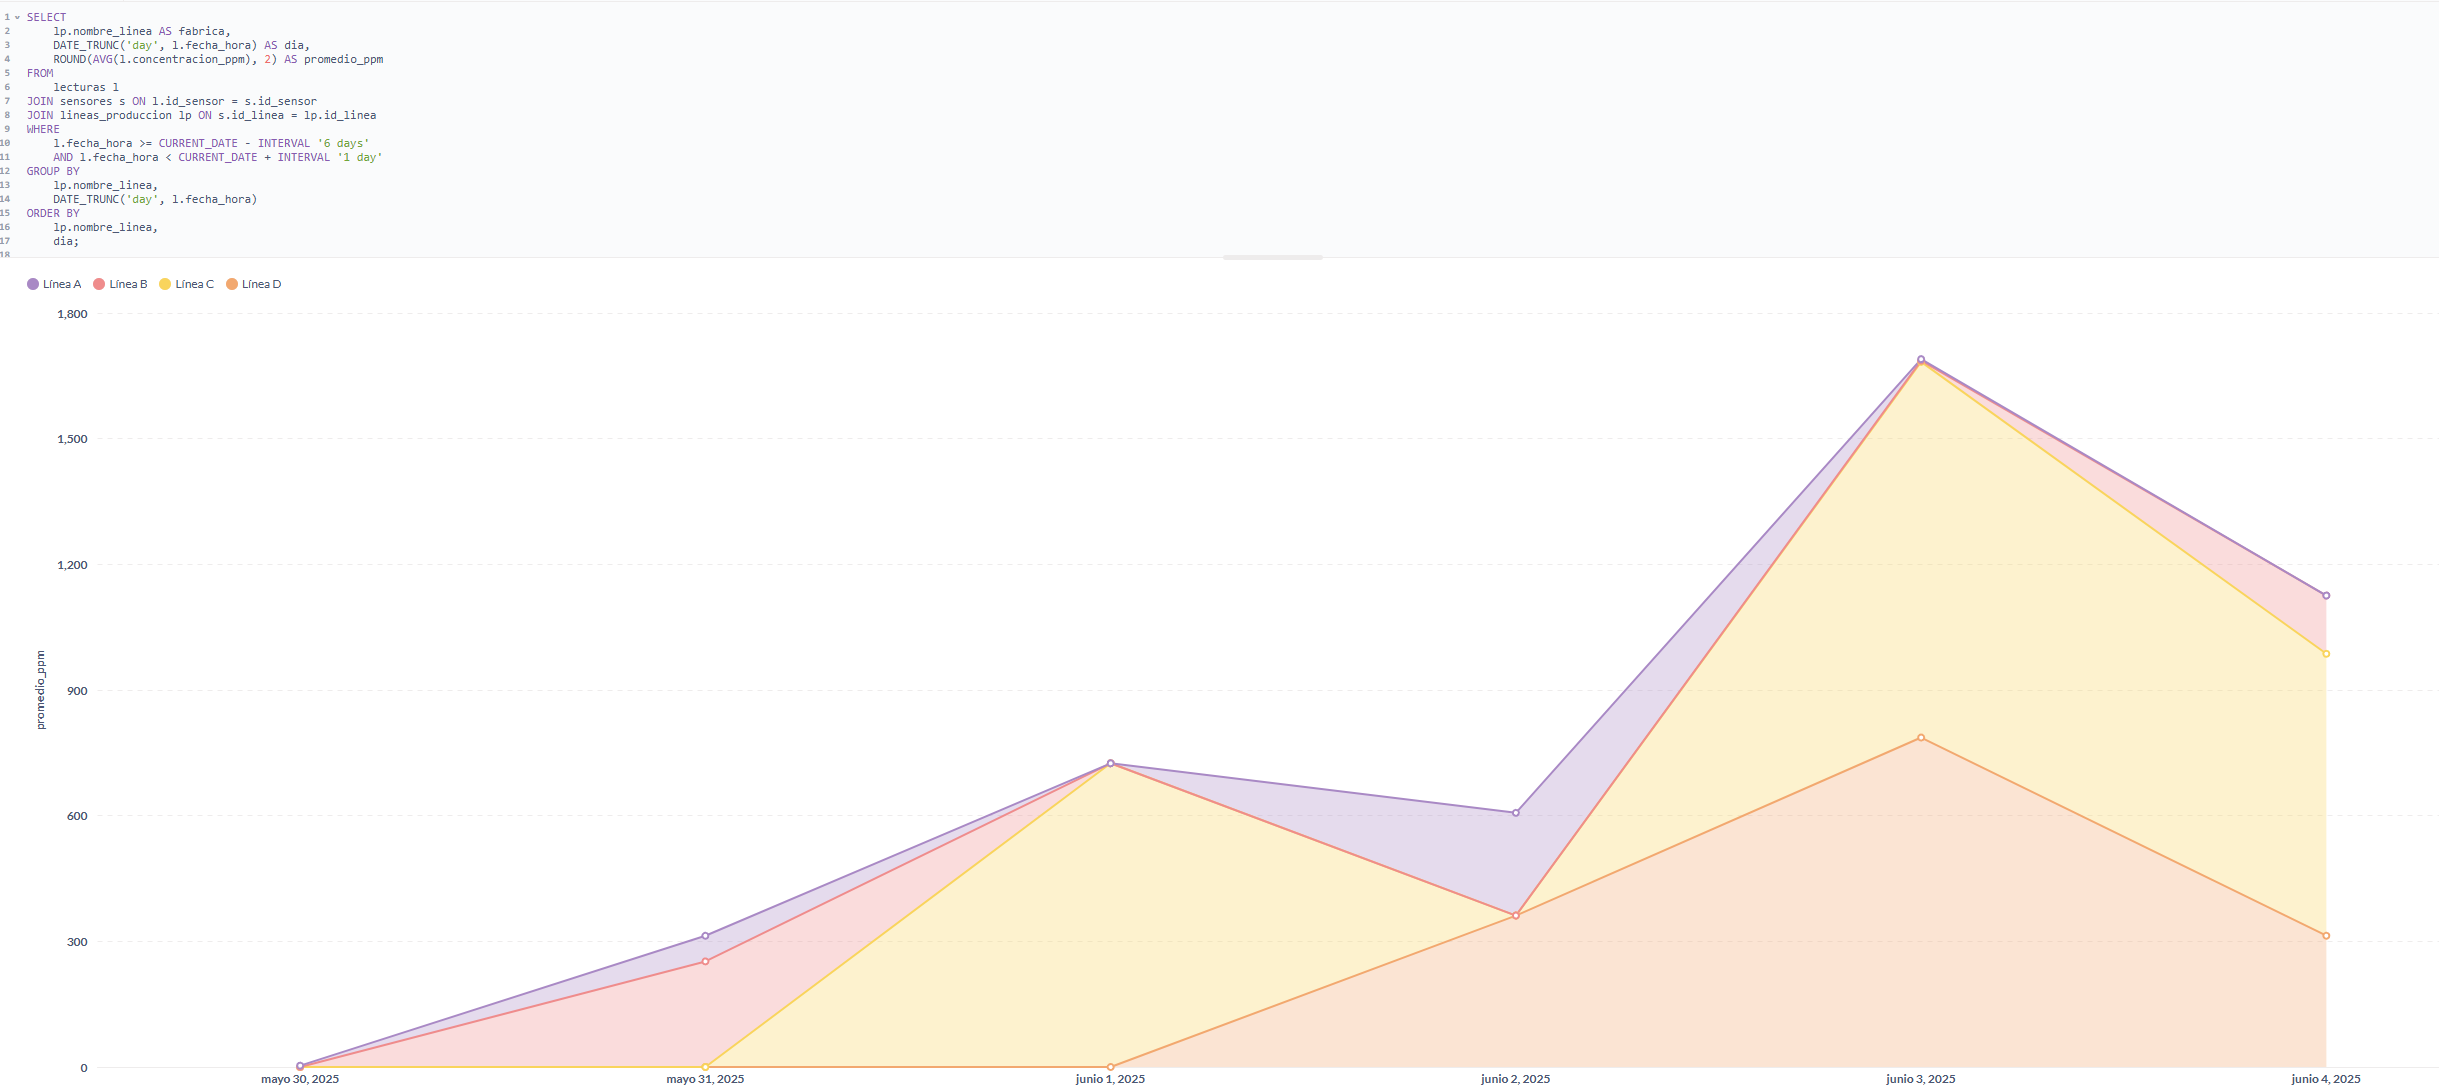 1 SELECT
2 lp.nombre_linea AS fabrica,
3 DATE_TRUNC('day', l.fecha_hora) AS dia,
4 ROUND(AVG(l.concentracion_ppm), 2) AS promedio_ppm
5 FROM
6 lecturas l
7 JOIN sensores s ON l.id_sensor = s.id_sensor
8 JOIN lineas_produccion lp ON s.id_linea = lp.id_linea
9 WHERE
10 l.fecha_hora >= CURRENT_DATE - INTERVAL '6 days'
11 AND l.fecha_hora < CURRENT_DATE + INTERVAL '1 day'
12 GROUP BY
13 lp.nombre_linea,
14 DATE_TRUNC('day', l.fecha_hora)
15 ORDER BY
16 lp.nombre_linea,
17 dia;
18
Línea A Línea B Línea C Línea D
1,800
1,500
1,200
900
promedio_ppm
600
300
0
mayo 30, 2025 mayo 31, 2025 junio 1, 2025 junio 2, 2025 junio 3, 2025 junio 4, 2025